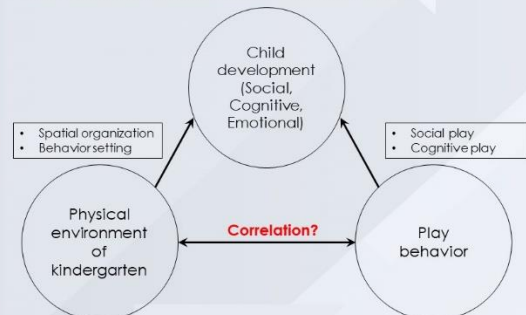 Child
development
(Social,
Cognitive,
Emotional)
• Spatial organization
• Behavior setting
• Social play
• Cognitive play
Physical
environment
of
kindergarten
Correlation?
Play
behavior